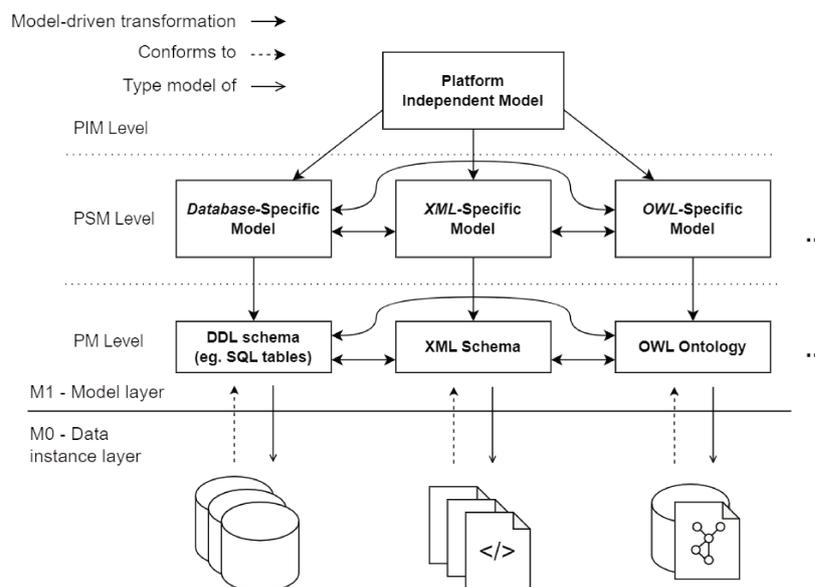 Model-driven transformation
Conforms to
Type model of
Platform
Independent Model
PIM Level
PSM Level
Database-Specific
Model
XML-Specific
Model
OWL-Specific
Model
..
PM Level
DDL schema
(eg. SQL tables)
XML Schema
OWL Ontology
..
M1 - Model layer
M0 - Data
instance layer
</>